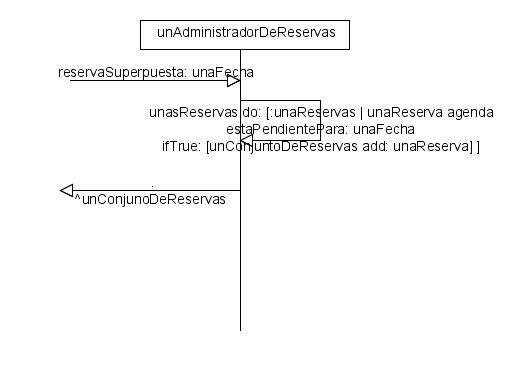 unAdministradorDeReservas
reservaSuperpuesta: unaFecha
unasReservas do: [:unaReservas | unaReserva agenda
estaPendientePara: unaFecha
ifTrue: [unConjuntoDeReservas add: unaReserva] ]
.
^unConjunoDeReservas